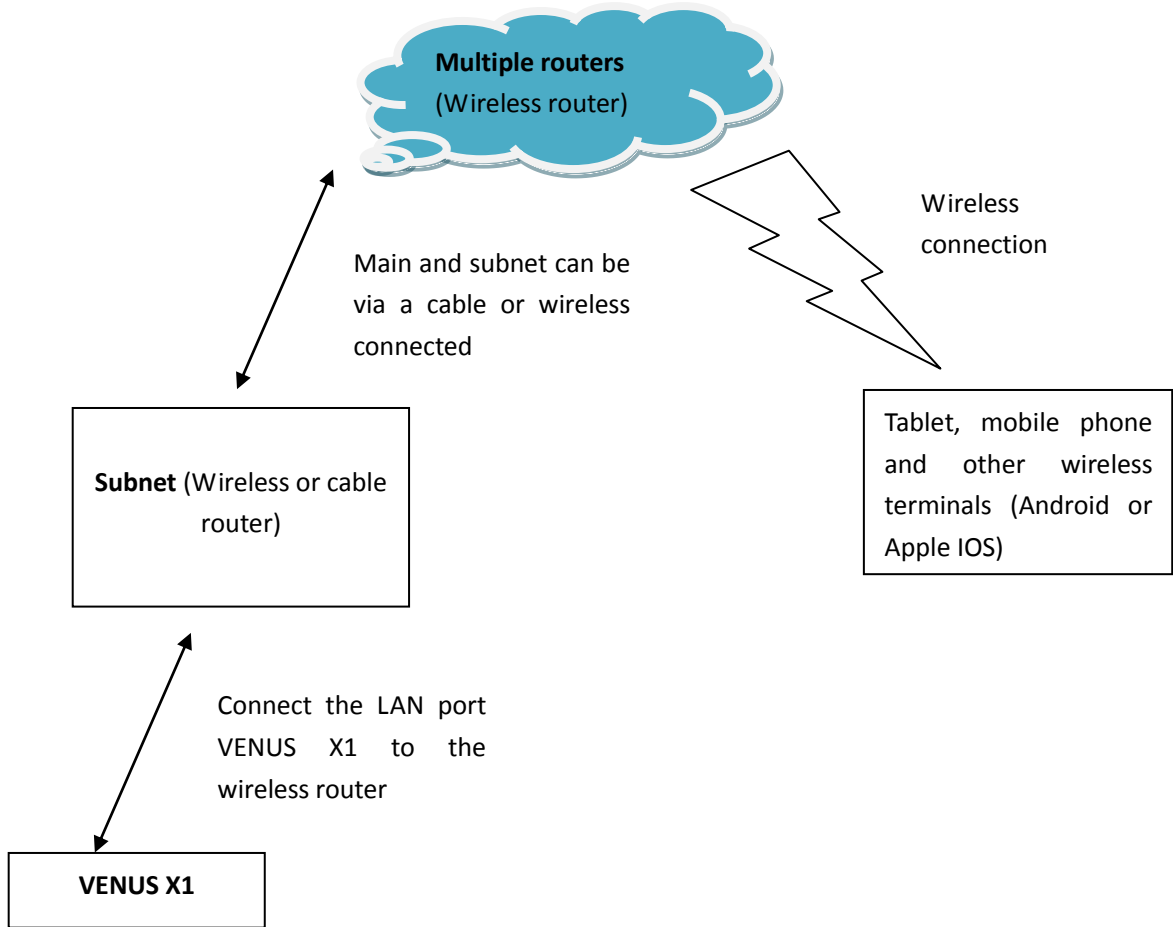 Multiple routers
(Wireless router)
Wireless
connection
Main and subnet can be
via a cable or wireless
connected
Tablet, mobile phone
and other wireless
terminals (Android or
Apple IOS)
Subnet (Wireless or cable
router)
Connect the LAN port
VENUS X1 to the
wireless router
VENUS X1